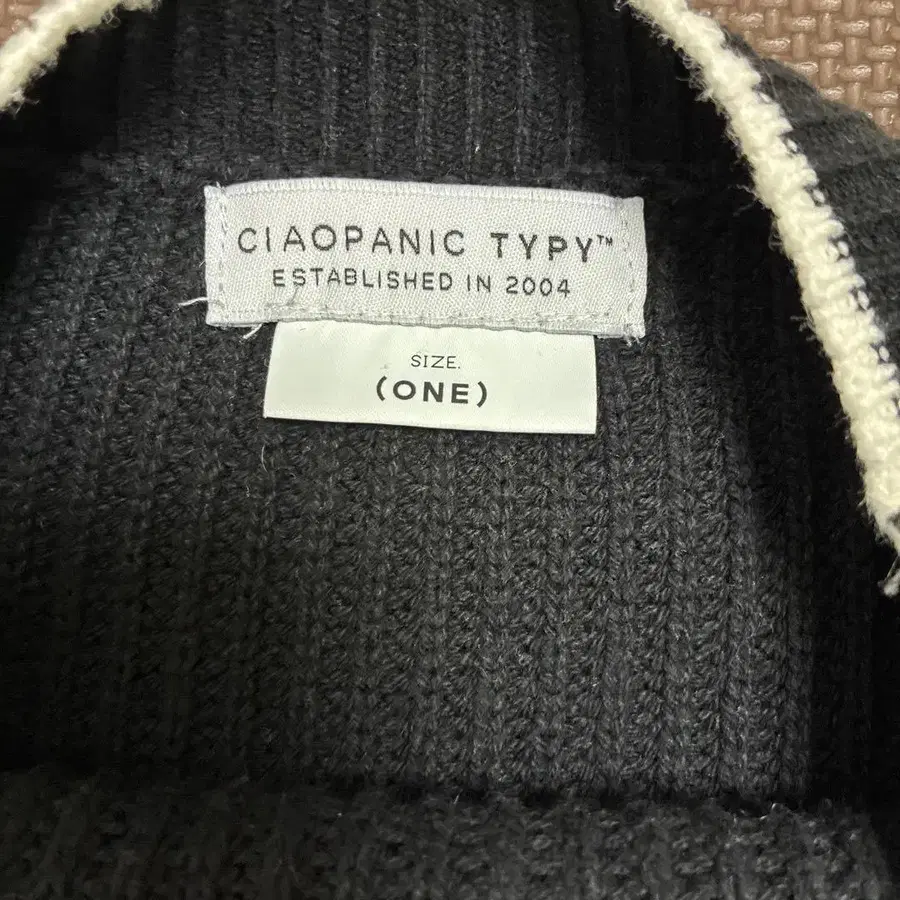 CIAOPANIC TYPY™
ESTABLISHED IN 2004
SIZE.
(ONE)